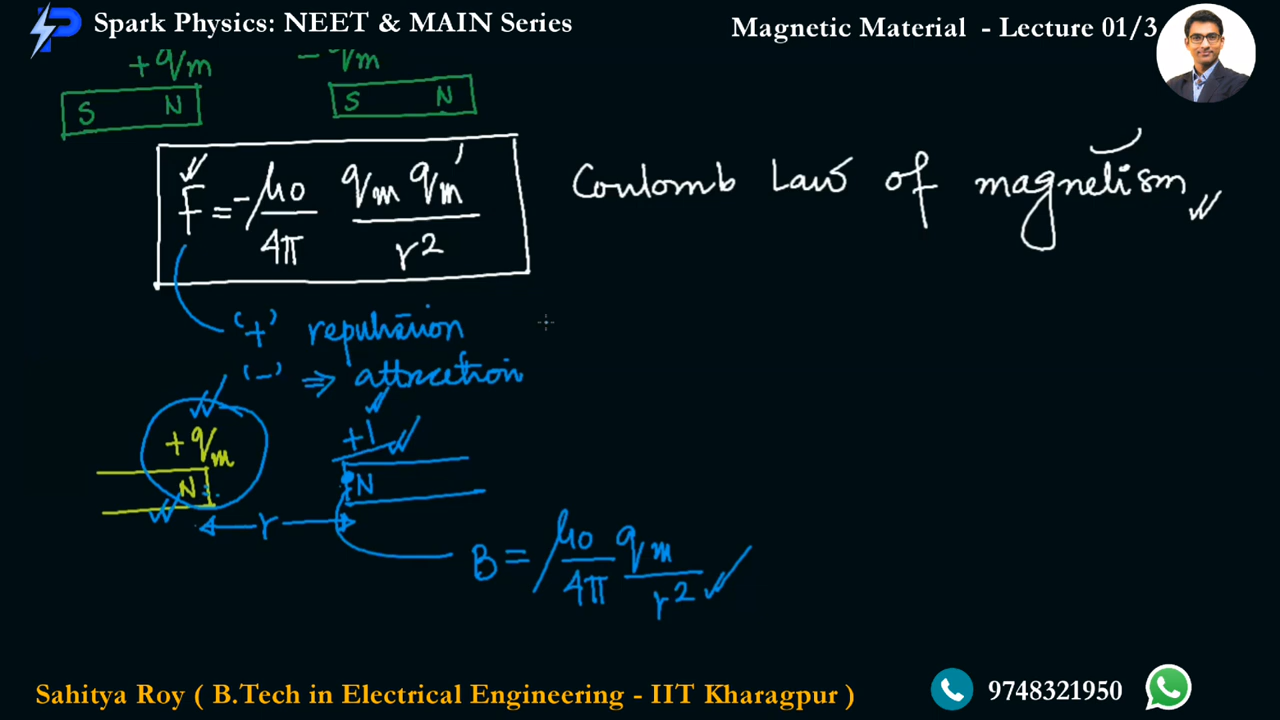 Spark Physics: NEET & MAIN Series
Magnetic Material - Lecture 01/3
+qm -qm
S N S N
F = -μ0/4π qm qm'/r²
Coulomb Law of magnetism
(+) repulsion
(-) ⇒ attraction
+qm +1
N N
r
B = μ0/4π qm/r²
Sahitya Roy ( B.Tech in Electrical Engineering - IIT Kharagpur )
9748321950